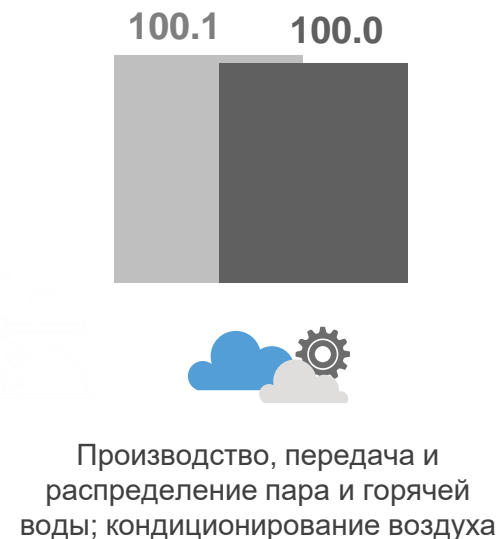 100.1 100.0
Производство, передача и
распределение пара и горячей
воды; кондиционирование воздуха